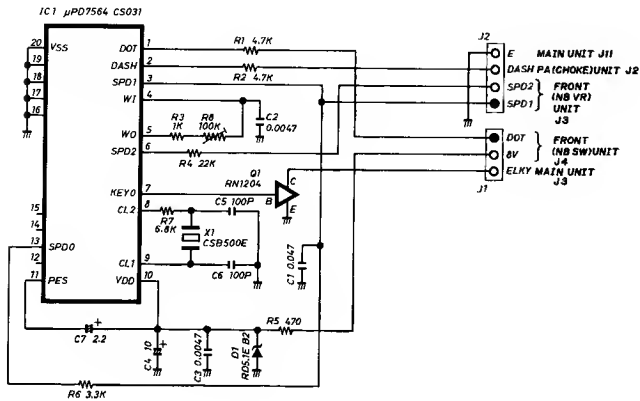 IC1 μPD7564 CS031
J2
20
VSS
DOT
1
R1 4.7K
E
MAIN UNIT J11
19
DASH
2
R2 4.7K
DASH
PA(CHOKE)UNIT J2
18
SPD1
3
SPD2
FRONT
17
WI
4
(NB VR)
16
R3
1K
R8
100K
C2
0.0047
SPD1
UNIT
J3
WO
5
DOT
FRONT
SPD2
6
R4 22K
8V
(NB SW)UNIT
J4
Q1
RN1204
C
ELKY
MAIN UNIT
J3
KEYO
7
B
E
J1
15
CL2
8
C5 100P
14
R7
6.8K
X1
CSB500E
13
SPDO
12
CL1
9
C6 100P
C1 0.047
11
PES
VDD
10
C7 2.2
+
C4 10
+
C3 0.0047
D1
RD5.1E B2
R5 470
R6 3.3K